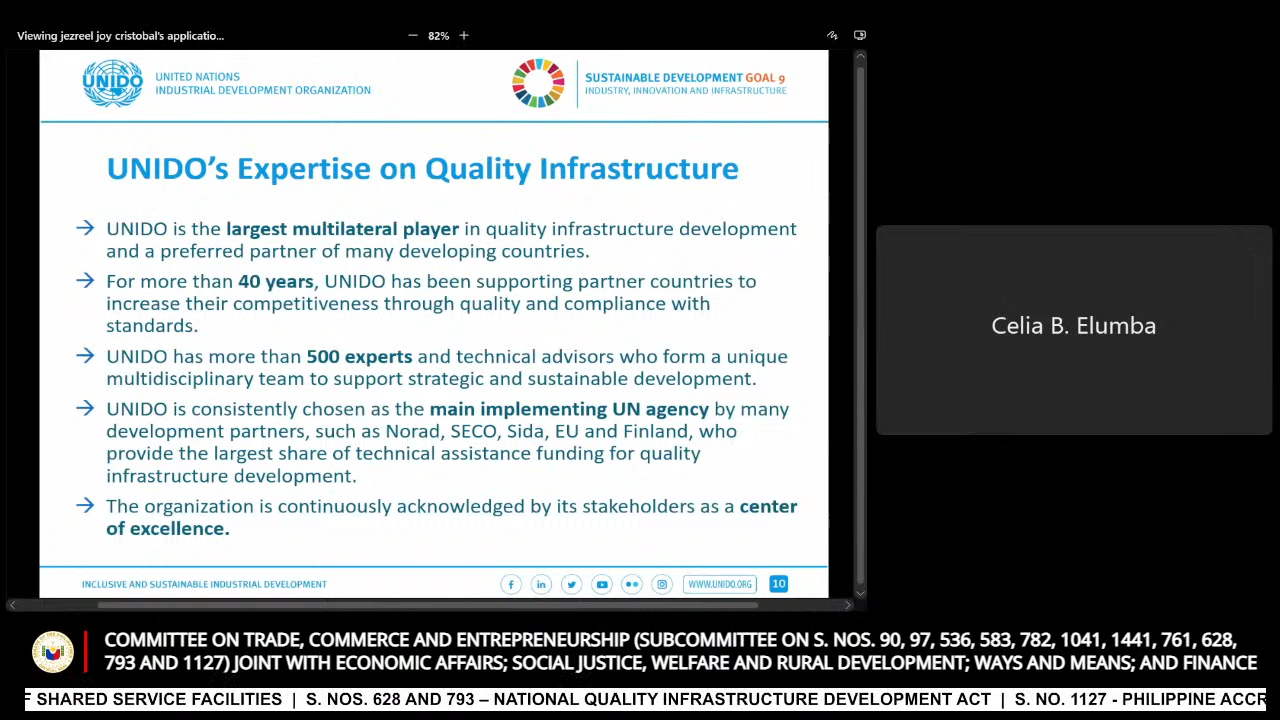 Viewing jezreel joy cristobal's applicatio...
82%
UNIDO
UNITED NATIONS
INDUSTRIAL DEVELOPMENT ORGANIZATION
SUSTAINABLE DEVELOPMENT GOAL 9
INDUSTRY, INNOVATION AND INFRASTRUCTURE
UNIDO's Expertise on Quality Infrastructure
UNIDO is the largest multilateral player in quality infrastructure development
and a preferred partner of many developing countries.
For more than 40 years, UNIDO has been supporting partner countries to
increase their competitiveness through quality and compliance with
standards.
UNIDO has more than 500 experts and technical advisors who form a unique
multidisciplinary team to support strategic and sustainable development.
UNIDO is consistently chosen as the main implementing UN agency by many
development partners, such as Norad, SECO, Sida, EU and Finland, who
provide the largest share of technical assistance funding for quality
infrastructure development.
The organization is continuously acknowledged by its stakeholders as a center
of excellence.
INCLUSIVE AND SUSTAINABLE INDUSTRIAL DEVELOPMENT
WWW.UNIDO.ORG
10
Celia B. Elumba
COMMITTEE ON TRADE, COMMERCE AND ENTREPRENEURSHIP (SUBCOMMITTEE ON S. NOS. 90, 97, 536, 583, 782, 1041, 1441, 761, 628,
793 AND 1127) JOINT WITH ECONOMIC AFFAIRS; SOCIAL JUSTICE, WELFARE AND RURAL DEVELOPMENT; WAYS AND MEANS; AND FINANCE
F SHARED SERVICE FACILITIES | S. NOS. 628 AND 793 – NATIONAL QUALITY INFRASTRUCTURE DEVELOPMENT ACT | S. NO. 1127 - PHILIPPINE ACCR